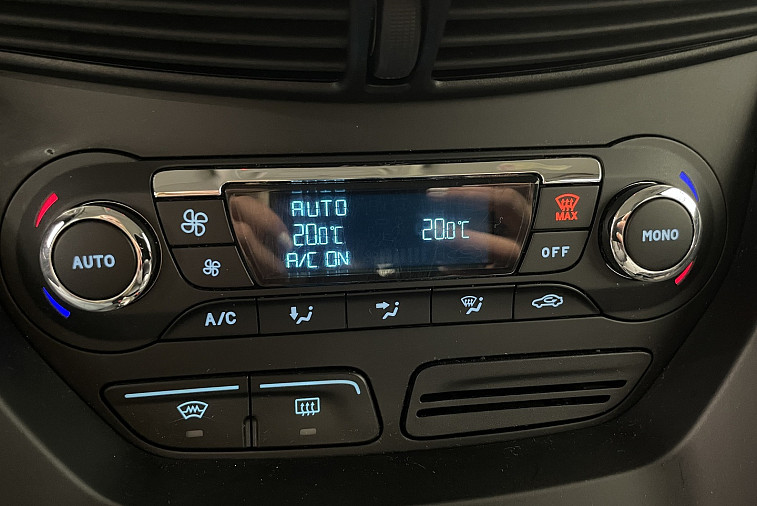 AUTO
20.0°C 20.0°C
A/C ON
MAX
OFF
AUTO
MONO
A/C